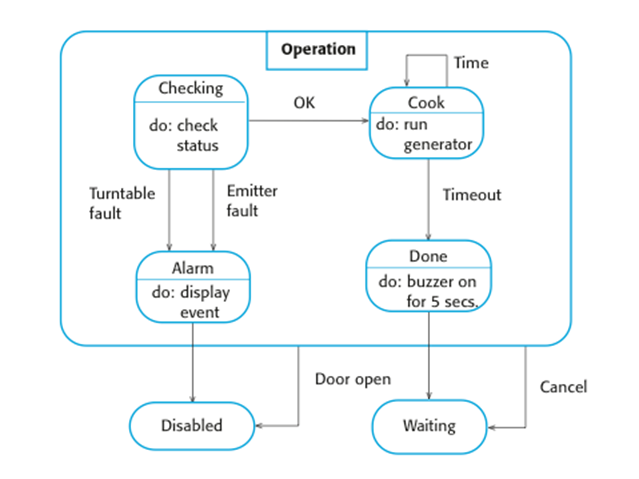 Operation
Time
Checking
do: check
status
OK
Cook
do: run
generator
Turntable
fault
Emitter
fault
Timeout
Alarm
do: display
event
Done
do: buzzer on
for 5 secs.
Door open
Cancel
Disabled
Waiting